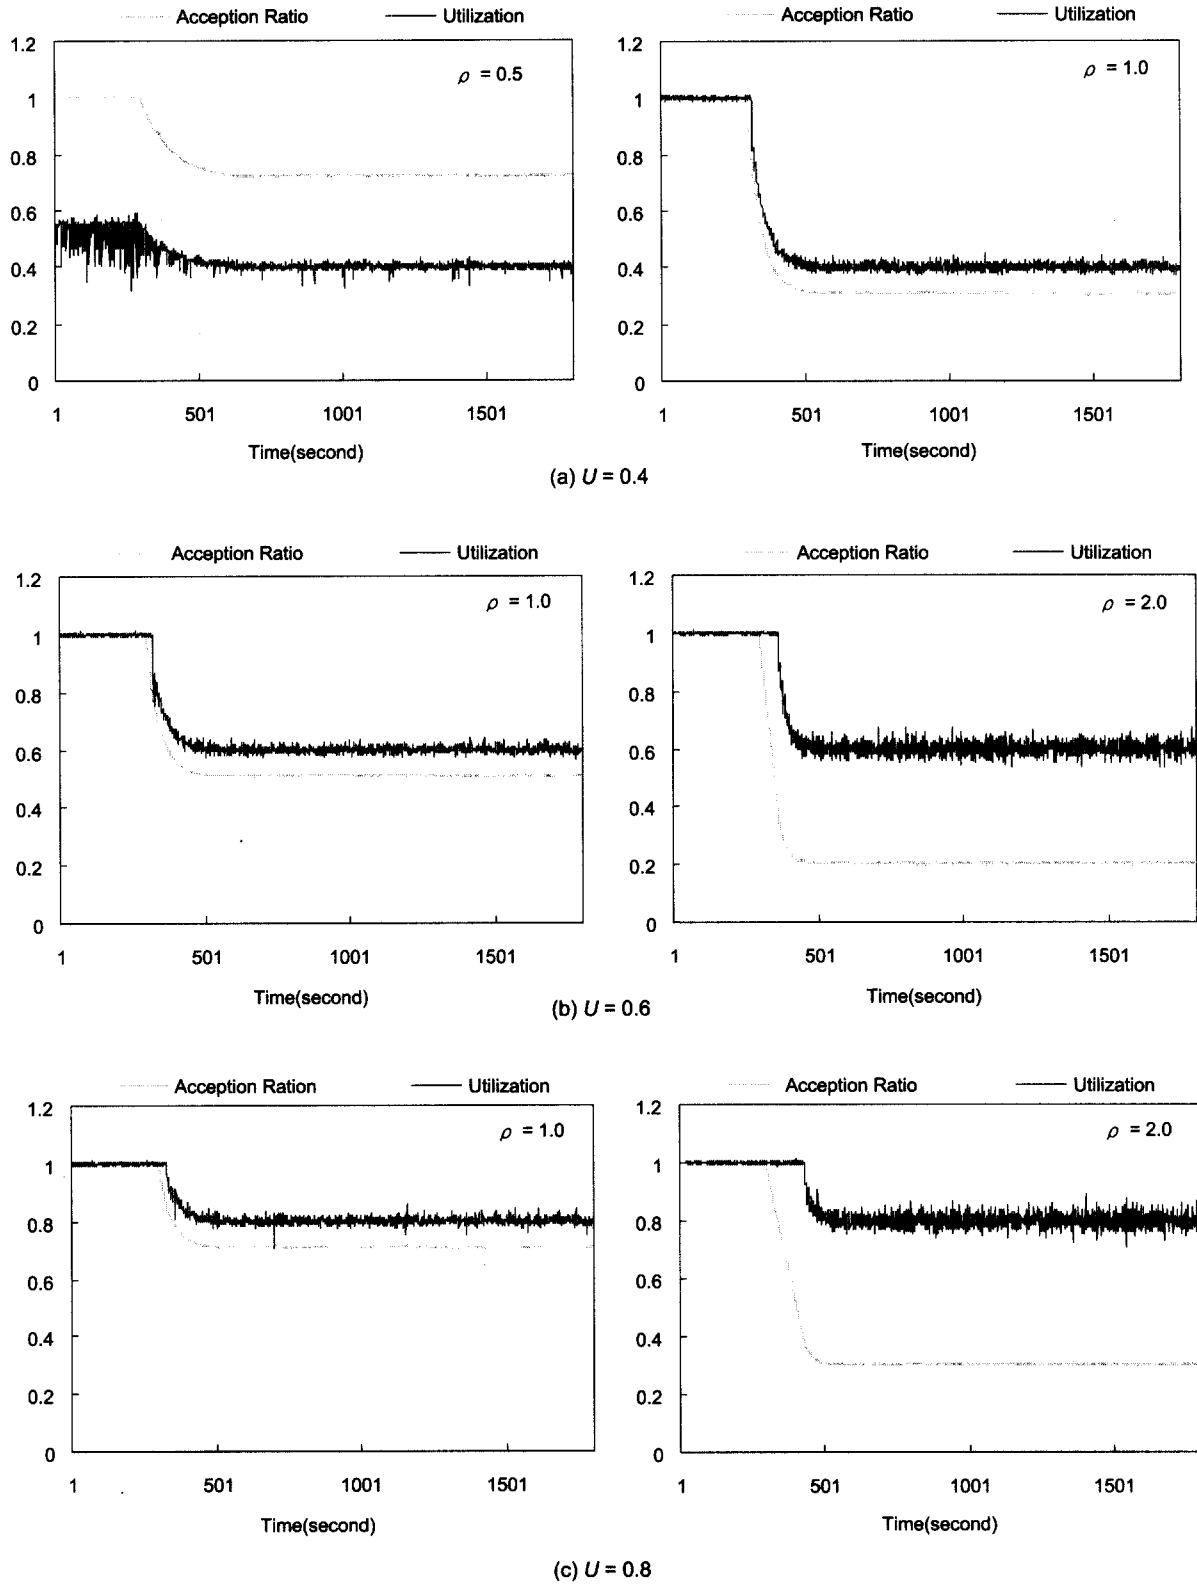 Acception Ratio Utilization
Acception Ratio Utilization
1.2
ρ = 0.5
1
0.8
0.6
0.4
0.2
0
1 501 1001 1501
Time(second)
1.2
ρ = 1.0
1
0.8
0.6
0.4
0.2
0
1 501 1001 1501
Time(second)
(a) U = 0.4
Acception Ratio Utilization
Acception Ratio Utilization
1.2
ρ = 1.0
1
0.8
0.6
0.4
0.2
0
1 501 1001 1501
Time(second)
1.2
ρ = 2.0
1
0.8
0.6
0.4
0.2
0
1 501 1001 1501
Time(second)
(b) U = 0.6
Acception Ration Utilization
Acception Ratio Utilization
1.2
ρ = 1.0
1
0.8
0.6
0.4
0.2
0
1 501 1001 1501
Time(second)
1.2
ρ = 2.0
1
0.8
0.6
0.4
0.2
0
1 501 1001 1501
Time(second)
(c) U = 0.8